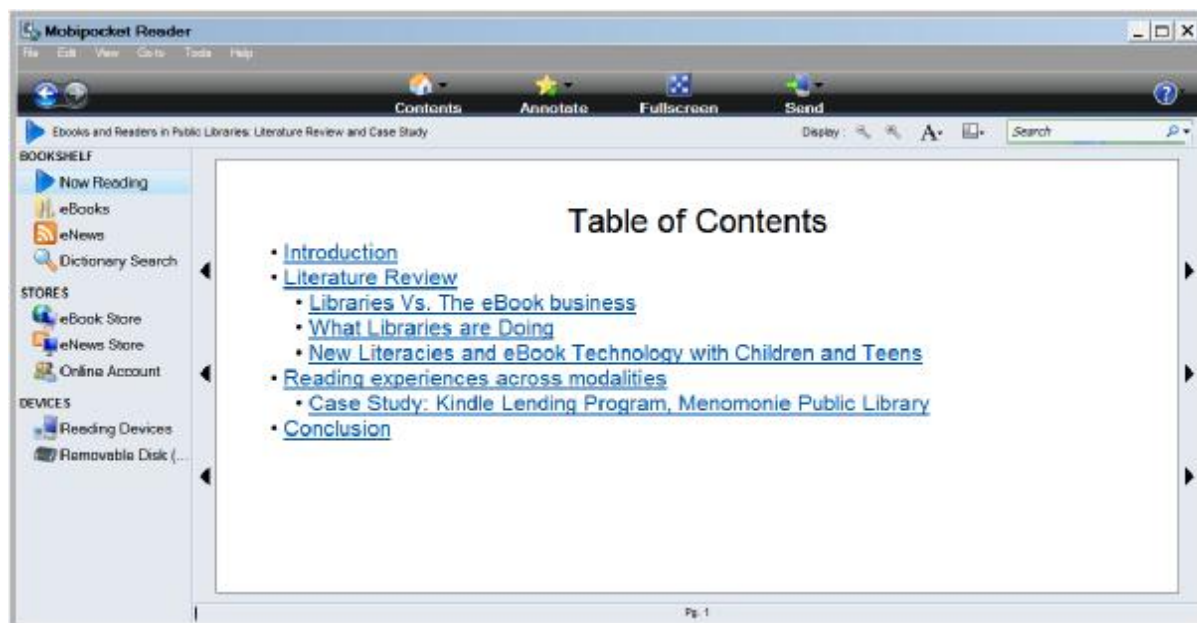 Mobipocket Reader
File Edit View Go to Tools Help
Contents Annotate Fullscreen Send
Ebooks and Readers in Public Libraries: Literature Review and Case Study
Display: A Search
BOOKSHELF
Now Reading
eBooks
eNews
Dictionary Search
STORES
eBook Store
eNews Store
Online Account
DEVICES
Reading Devices
Removable Disk (...
Table of Contents
• Introduction
• Literature Review
• Libraries Vs. The eBook business
• What Libraries are Doing
• New Literacies and eBook Technology with Children and Teens
• Reading experiences across modalities
• Case Study: Kindle Lending Program, Menomonie Public Library
• Conclusion
Pg. 1